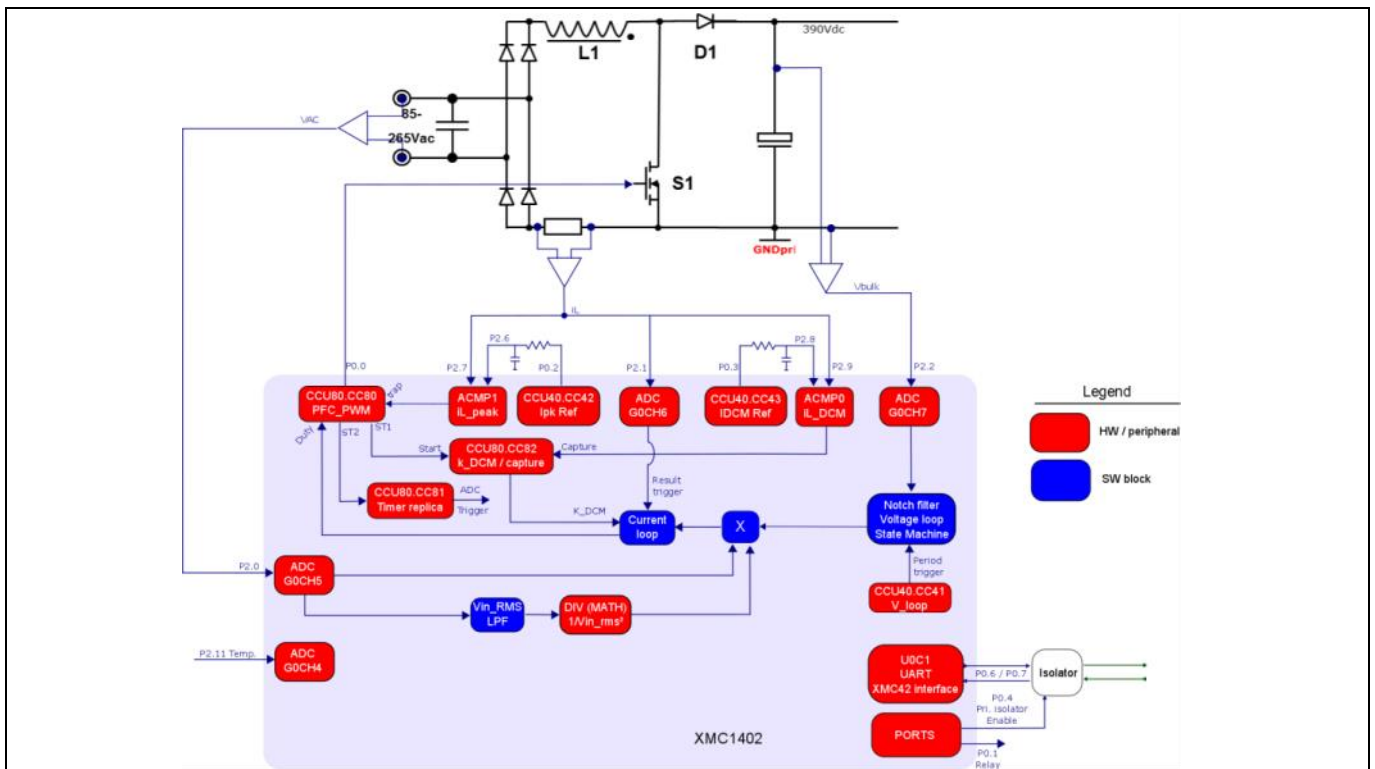 390Vdc
L1
D1
85-
265Vac
VAC
S1
GNDpri
Vbulk
IL
P2.6
P2.8
P0.0
P2.7
P0.2
P2.1
P0.3
P2.9
P2.2
CCU80.CC80
PFC_PWM
trap
ACMP1
iL_peak
CCU40.CC42
Ipk Ref
ADC
G0CH6
CCU40.CC43
IDCM Ref
ACMP0
iL_DCM
ADC
G0CH7
Legend
HW / peripheral
SW block
Duty
ST2
ST1
Start
CCU80.CC82
k_DCM / capture
Capture
CCU80.CC81
Timer replica
ADC
Trigger
Result
trigger
K_DCM
Current
loop
X
Notch filter
Voltage loop
State Machine
Period
trigger
CCU40.CC41
V_loop
P2.0
ADC
G0CH5
Vin_RMS
LPF
DIV (MATH)
1/Vin_rms²
P2.11 Temp.
ADC
G0CH4
U0C1
UART
XMC42 interface
P0.6 / P0.7
Isolator
P0.4
Pri. Isolator
Enable
PORTS
P0.1
Relay
XMC1402